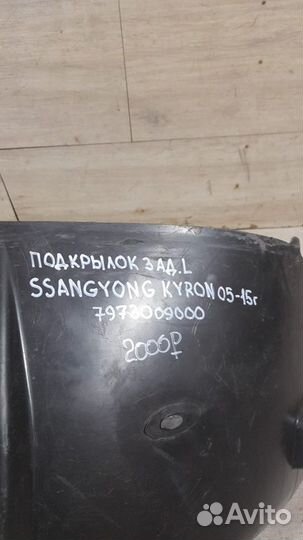 ПОДКРЫЛОК ЗАД.L
SSANGYONG KYRON 05-15г
7973009000
2000₽
Avito